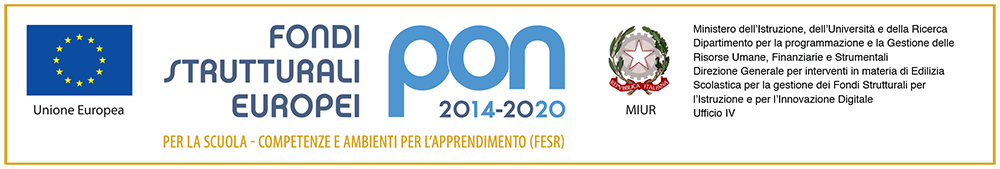 Unione Europea
FONDI
STRUTTURALI
EUROPEI
pon
2014-2020
PER LA SCUOLA - COMPETENZE E AMBIENTI PER L'APPRENDIMENTO (FESR)
REPVBBLICA ITALIANA
MIUR
Ministero dell'Istruzione, dell'Università e della Ricerca
Dipartimento per la programmazione e la Gestione delle
Risorse Umane, Finanziarie e Strumentali
Direzione Generale per interventi in materia di Edilizia
Scolastica per la gestione dei Fondi Strutturali per
l'Istruzione e per l'Innovazione Digitale
Ufficio IV